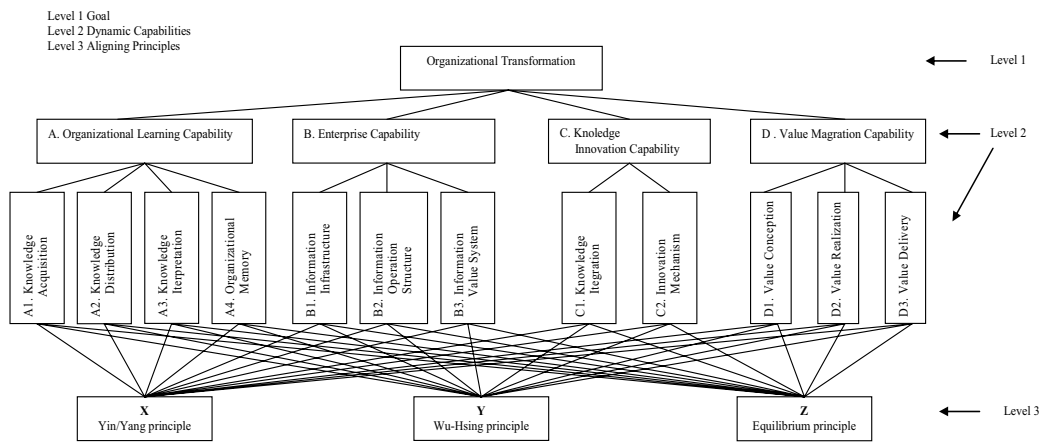 Level 1 Goal
Level 2 Dynamic Capabilities
Level 3 Aligning Principles
Organizational Transformation
Level 1
A. Organizational Learning Capability
B. Enterprise Capability
C. Knoledge
Innovation Capability
D . Value Magration Capability
Level 2
A1. Knowledge
Acquisition
A2. Knowledge
Distribution
A3. Knowledge
Iterpretation
A4. Organizational
Memory
B1. Information
Infrastructure
B2. Information
Operation
Structure
B3. Information
Value System
C1. Knowledge
Itegration
C2. Innovation
Mechanism
D1. Value Conception
D2. Value Realization
D3. Value Delivery
X
Yin/Yang principle
Y
Wu-Hsing principle
Z
Equilibrium principle
Level 3